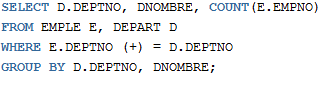 SELECT D.DEPTNO, DNOMBRE, COUNT(E.EMPNO)
FROM EMPLE E, DEPART D
WHERE E.DEPTNO (+) = D.DEPTNO
GROUP BY D.DEPTNO, DNOMBRE;